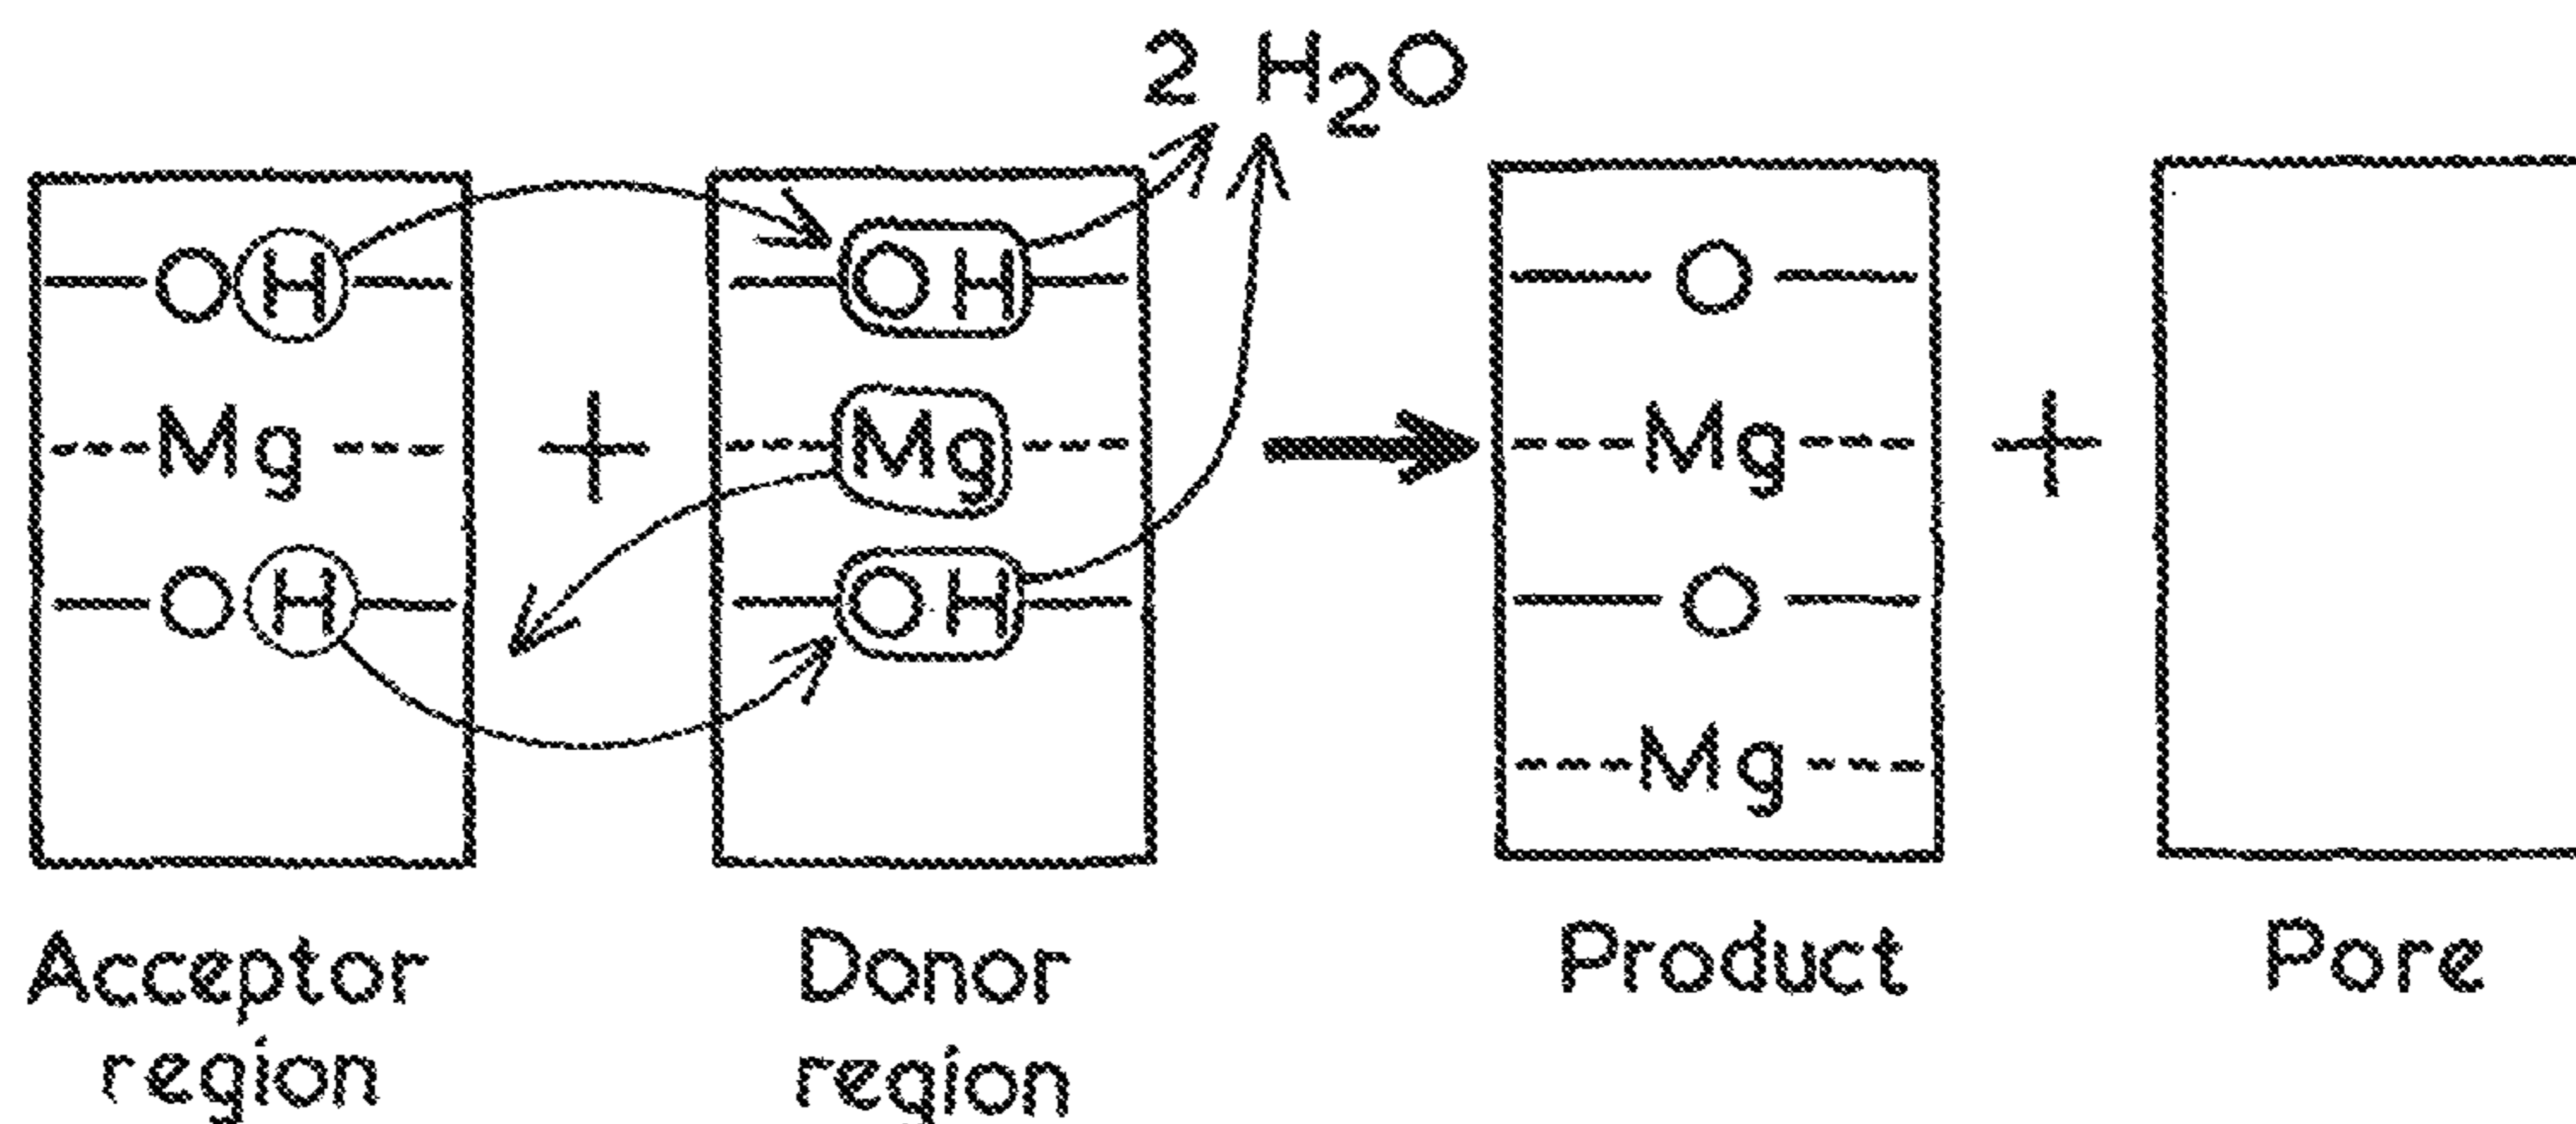 2 H2O
OH OH O
Mg + Mg Mg + 
OH OH O
Mg
Acceptor region
Donor region
Product
Pore